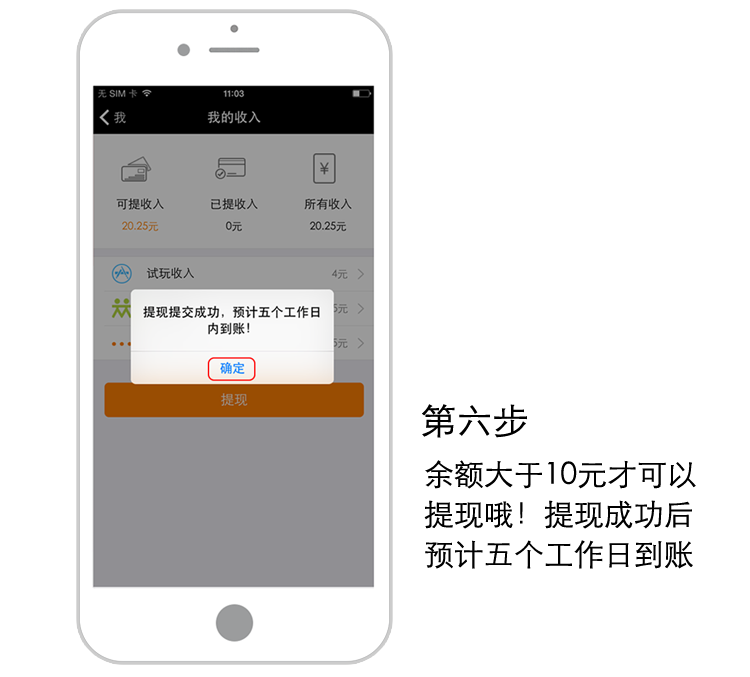 无 SIM 卡
11:03
我
我的收入
¥
可提收入
已提收入
所有收入
20.25元
0元
20.25元
试玩收入
4元
5元
5元
提现提交成功，预计五个工作日
内到账！
确定
提现
第六步
余额大于10元才可以
提现哦！提现成功后
预计五个工作日到账